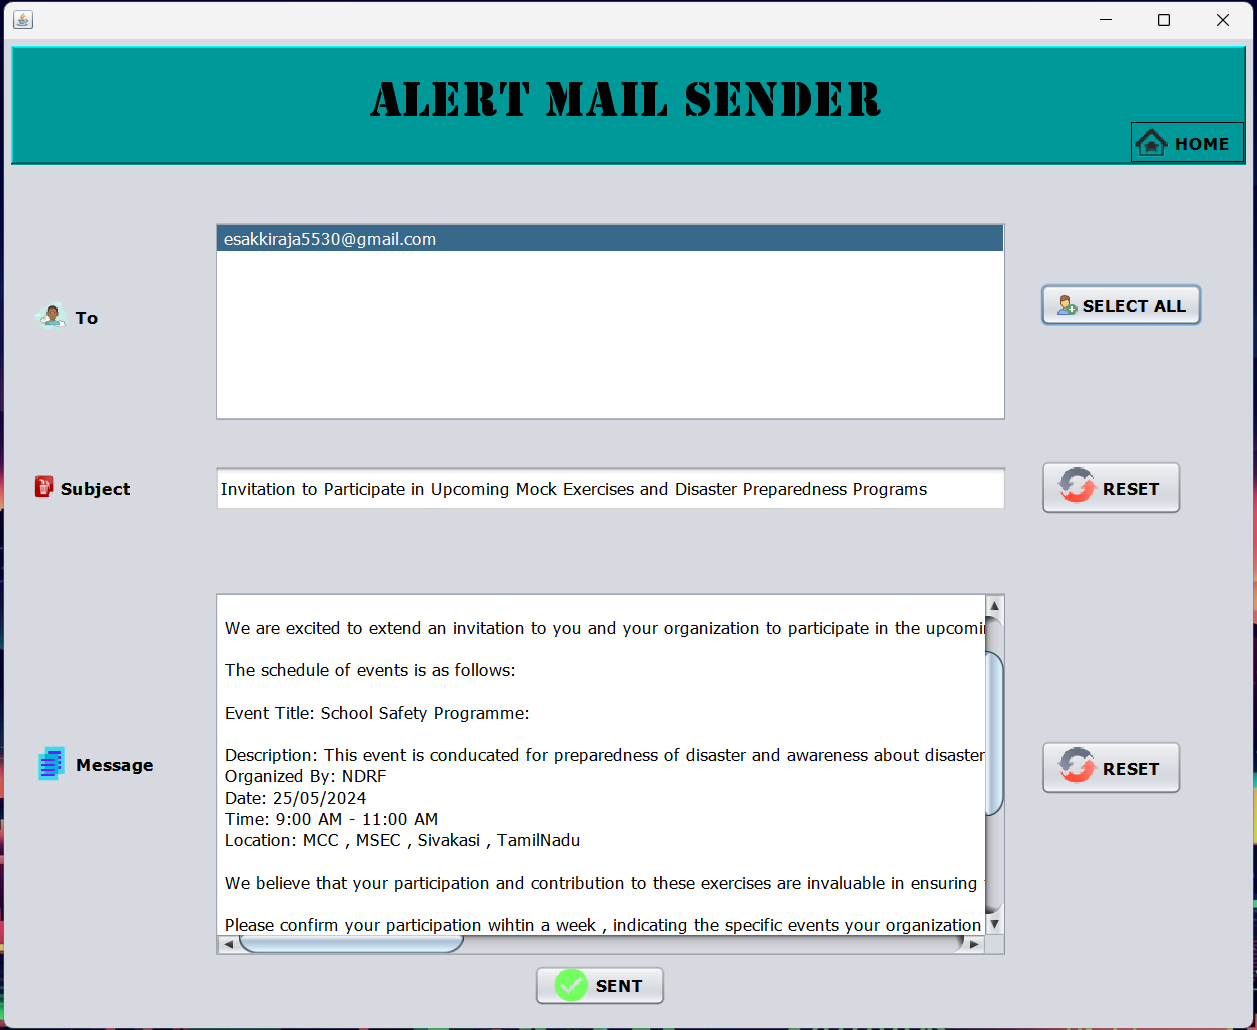 ALERT MAIL SENDER
HOME
esakkiraja5530@gmail.com
To
SELECT ALL
Subject
Invitation to Participate in Upcoming Mock Exercises and Disaster Preparedness Programs
RESET
We are excited to extend an invitation to you and your organization to participate in the
The schedule of events is as follows:
Event Title: School Safety Programme:
Description: This event is conducated for preparedness of disaster and awareness about disaster
Organized By: NDRF
Date: 25/05/2024
Time: 9:00 AM - 11:00 AM
Location: MCC , MSEC , Sivakasi , TamilNadu
We believe that your participation and contribution to these exercises are invaluable in ensuring
Please confirm your participation wihtin a week , indicating the specific events your organization
Message
RESET
SENT